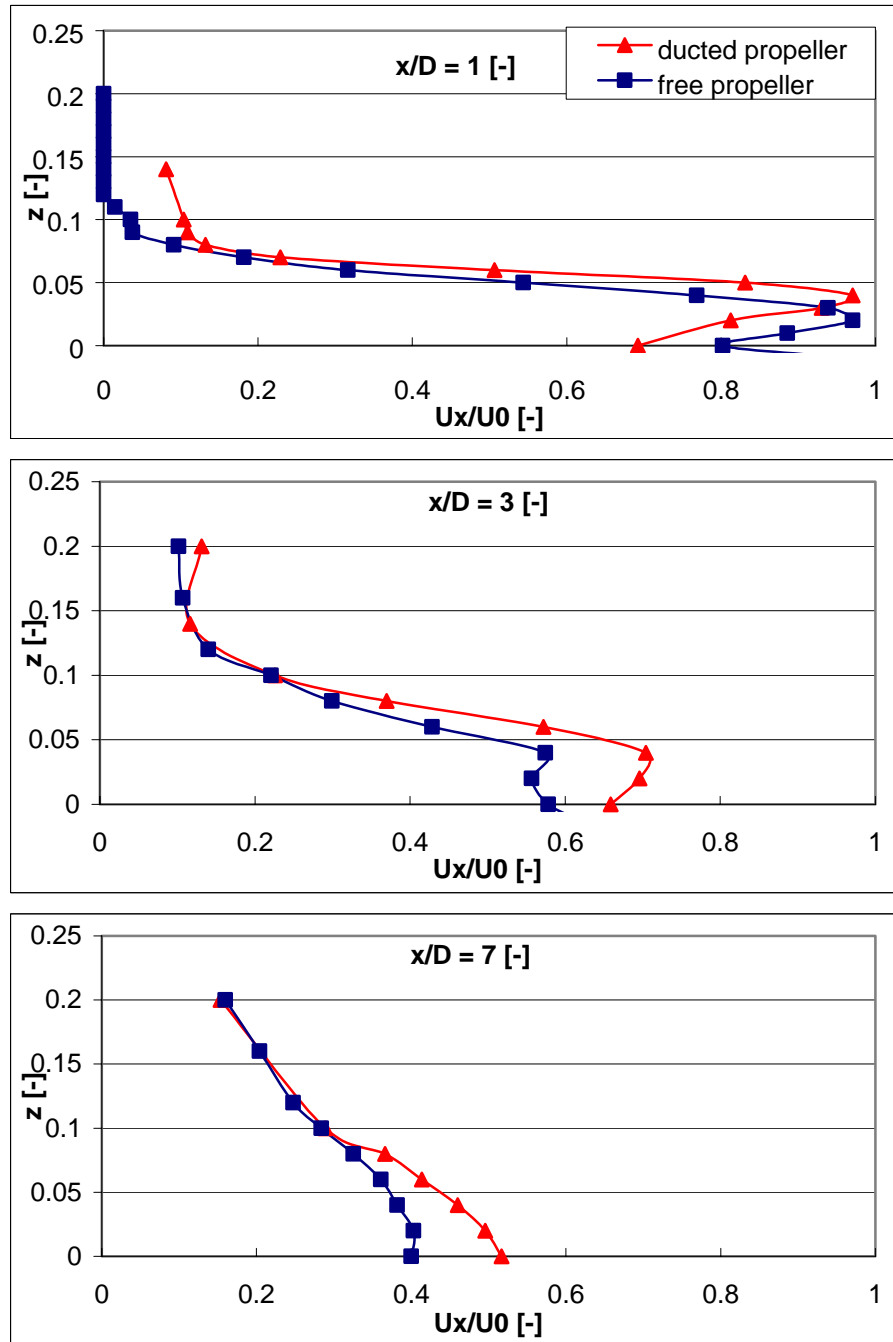 0.25
x/D = 1 [-]
ducted propeller
free propeller
0.2
0.15
z [-]
0.1
0.05
0
0 0.2 0.4 0.6 0.8 1
Ux/U0 [-]
0.25
x/D = 3 [-]
0.2
0.15
z [-]
0.1
0.05
0
0 0.2 0.4 0.6 0.8 1
Ux/U0 [-]
0.25
x/D = 7 [-]
0.2
0.15
z [-]
0.1
0.05
0
0 0.2 0.4 0.6 0.8 1
Ux/U0 [-]